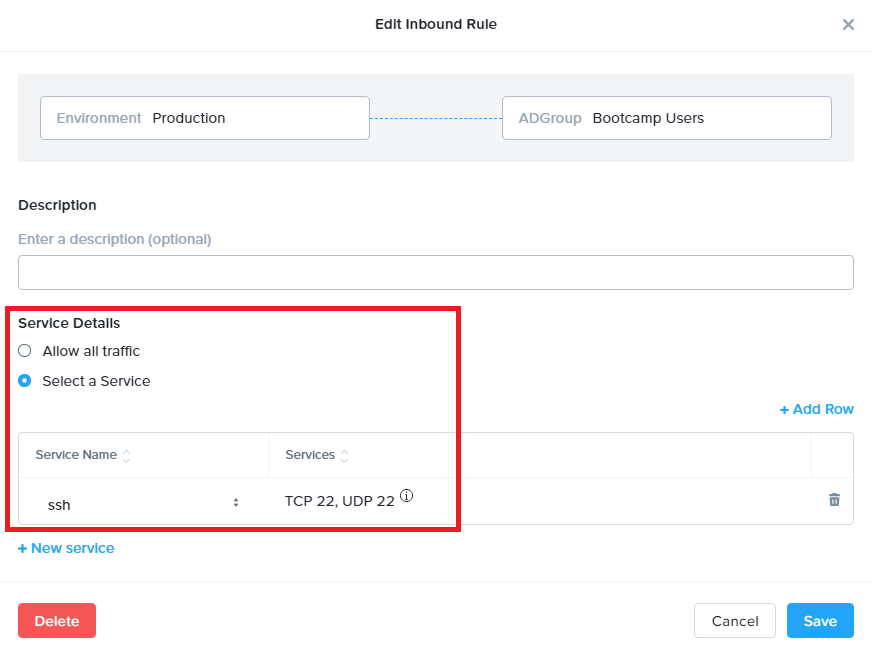 Edit Inbound Rule
Environment Production
ADGroup Bootcamp Users
Description
Enter a description (optional)
Service Details
Allow all traffic
Select a Service
+ Add Row
Service Name Services
ssh TCP 22, UDP 22
+ New service
Delete Cancel Save